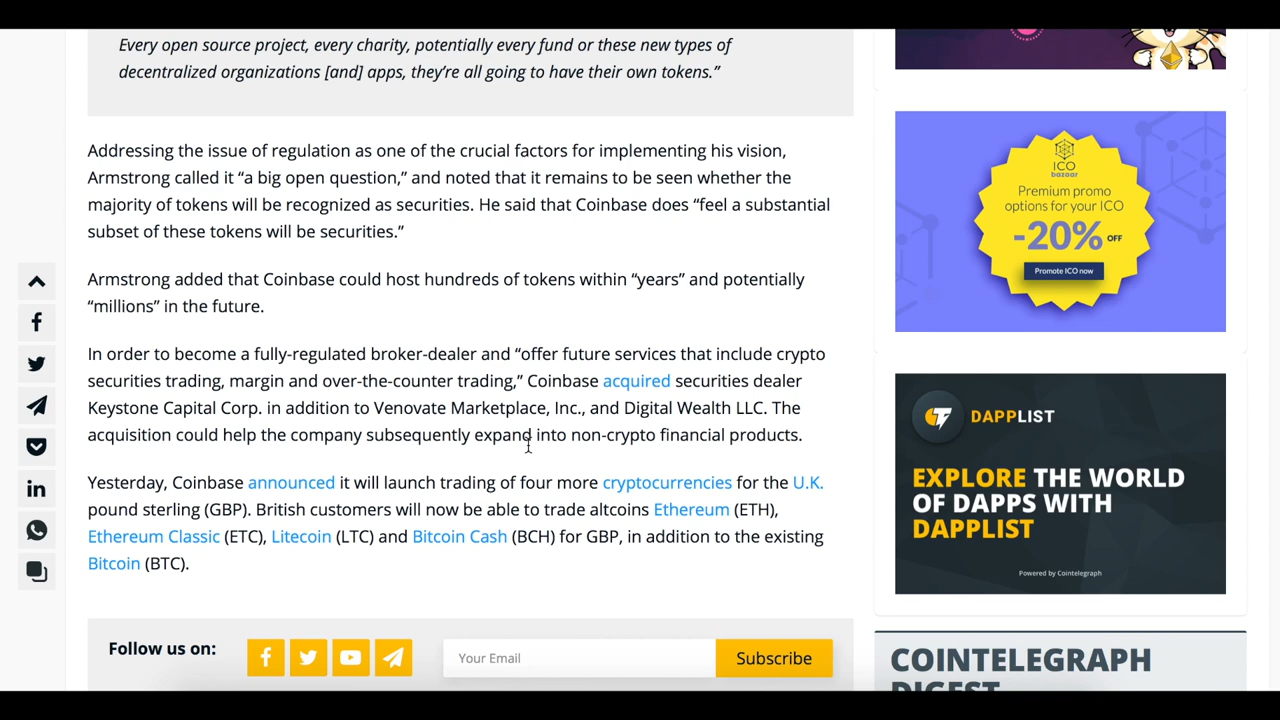 Every open source project, every charity, potentially every fund or these new types of
decentralized organizations [and] apps, they’re all going to have their own tokens.”
Addressing the issue of regulation as one of the crucial factors for implementing his vision,
Armstrong called it “a big open question,” and noted that it remains to be seen whether the
majority of tokens will be recognized as securities. He said that Coinbase does “feel a substantial
subset of these tokens will be securities.”
Armstrong added that Coinbase could host hundreds of tokens within “years” and potentially
“millions” in the future.
In order to become a fully-regulated broker-dealer and “offer future services that include crypto
securities trading, margin and over-the-counter trading,” Coinbase acquired securities dealer
Keystone Capital Corp. in addition to Venovate Marketplace, Inc., and Digital Wealth LLC. The
acquisition could help the company subsequently expand into non-crypto financial products.
Yesterday, Coinbase announced it will launch trading of four more cryptocurrencies for the U.K.
pound sterling (GBP). British customers will now be able to trade altcoins Ethereum (ETH),
Ethereum Classic (ETC), Litecoin (LTC) and Bitcoin Cash (BCH) for GBP, in addition to the existing
Bitcoin (BTC).
Follow us on:
Your Email
Subscribe
ICO
bazaar
Premium promo
options for your ICO
-20% OFF
Promote ICO now
DAPPLIST
EXPLORE THE WORLD
OF DAPPS WITH
DAPPLIST
Powered by Cointelegraph
COINTELEGRAPH
DIGEST